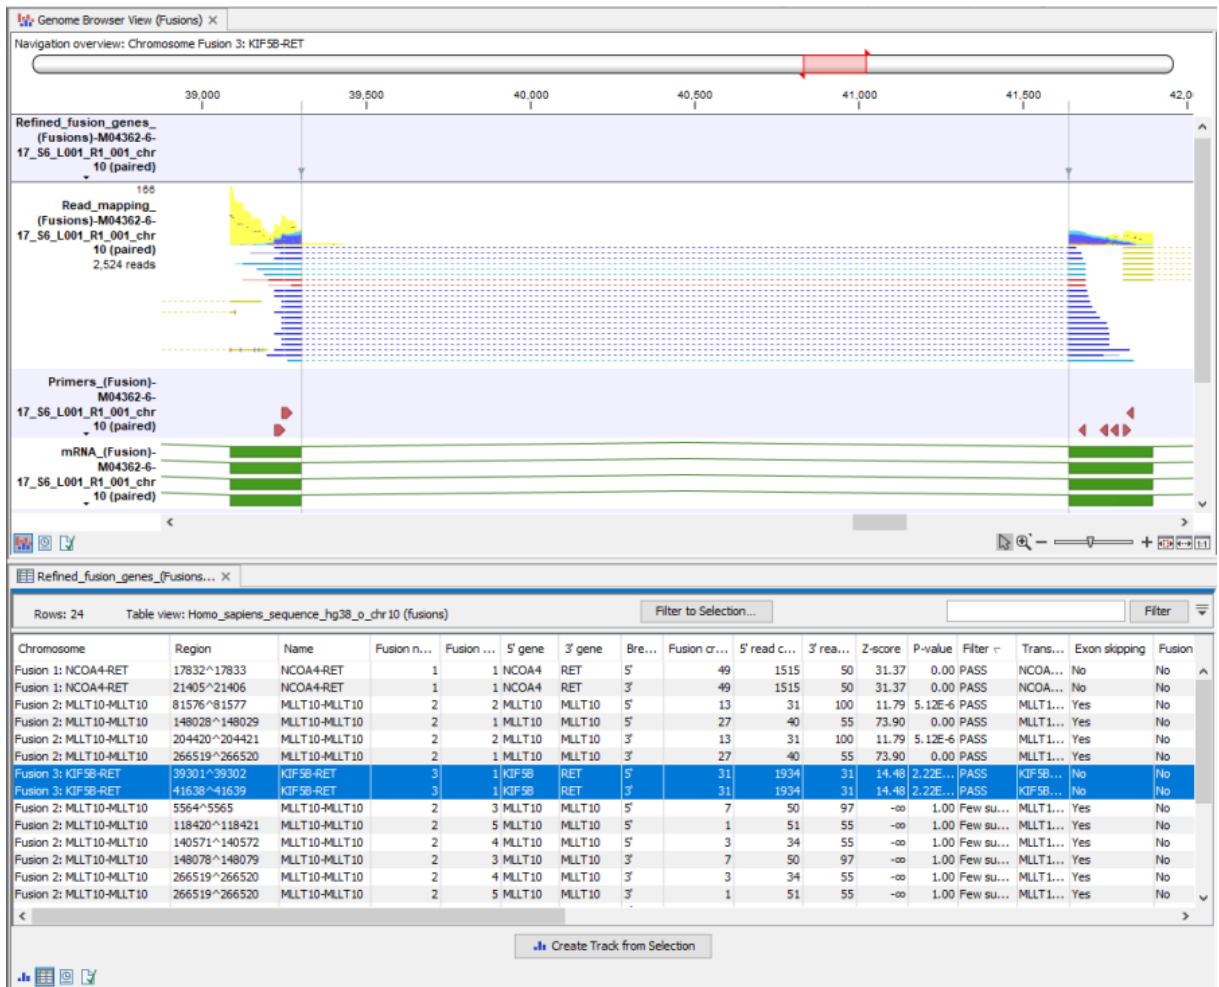 Genome Browser View (Fusions)
Navigation overview: Chromosome Fusion 3: KIF5B-RET
39,000 39,500 40,000 40,500 41,000 41,500 42,0
Refined_fusion_genes_
(Fusions)-M04362-6-
17_S6_L001_R1_001_chr
10 (paired)
166
Read_mapping_
(Fusions)-M04362-6-
17_S6_L001_R1_001_chr
10 (paired)
2,524 reads
Primers_(Fusion)-
M04362-6-
17_S6_L001_R1_001_chr
10 (paired)
mRNA_(Fusion)-
M04362-6-
17_S6_L001_R1_001_chr
10 (paired)
Refined_fusion_genes_(Fusions...
Rows: 24 Table view: Homo_sapiens_sequence_hg38_o_chr10 (fusions) Filter to Selection... Filter
Chromosome Region Name Fusion n... Fusion ... 5' gene 3' gene Bre... Fusion cr... 5' read c... 3' rea... Z-score P-value Filter Trans... Exon skipping Fusion
Fusion 1: NCOA4-RET 17832^17833 NCOA4-RET 1 1 NCOA4 RET 5' 49 1515 50 31.37 0.00 PASS NCOA... No No
Fusion 1: NCOA4-RET 21405^21406 NCOA4-RET 1 1 NCOA4 RET 3' 49 1515 50 31.37 0.00 PASS NCOA... No No
Fusion 2: MLLT10-MLLT10 81576^81577 MLLT10-MLLT10 2 2 MLLT10 MLLT10 5' 13 31 100 11.79 5.12E-6 PASS MLLT1... Yes No
Fusion 2: MLLT10-MLLT10 148028^148029 MLLT10-MLLT10 2 1 MLLT10 MLLT10 5' 27 40 55 73.90 0.00 PASS MLLT1... Yes No
Fusion 2: MLLT10-MLLT10 204420^204421 MLLT10-MLLT10 2 2 MLLT10 MLLT10 3' 13 31 100 11.79 5.12E-6 PASS MLLT1... Yes No
Fusion 2: MLLT10-MLLT10 266519^266520 MLLT10-MLLT10 2 1 MLLT10 MLLT10 3' 27 40 55 73.90 0.00 PASS MLLT1... Yes No
Fusion 3: KIF5B-RET 39301^39302 KIF5B-RET 3 1 KIF5B RET 5' 31 1934 31 14.48 2.22E... PASS KIF5B... No No
Fusion 3: KIF5B-RET 41638^41639 KIF5B-RET 3 1 KIF5B RET 3' 31 1934 31 14.48 2.22E... PASS KIF5B... No No
Fusion 2: MLLT10-MLLT10 5564^5565 MLLT10-MLLT10 2 3 MLLT10 MLLT10 5' 7 50 97 -∞ 1.00 Few su... MLLT1... Yes No
Fusion 2: MLLT10-MLLT10 118420^118421 MLLT10-MLLT10 2 5 MLLT10 MLLT10 5' 1 51 55 -∞ 1.00 Few su... MLLT1... Yes No
Fusion 2: MLLT10-MLLT10 140571^140572 MLLT10-MLLT10 2 4 MLLT10 MLLT10 5' 3 34 55 -∞ 1.00 Few su... MLLT1... Yes No
Fusion 2: MLLT10-MLLT10 148078^148079 MLLT10-MLLT10 2 3 MLLT10 MLLT10 3' 7 50 97 -∞ 1.00 Few su... MLLT1... Yes No
Fusion 2: MLLT10-MLLT10 266519^266520 MLLT10-MLLT10 2 4 MLLT10 MLLT10 3' 3 34 55 -∞ 1.00 Few su... MLLT1... Yes No
Fusion 2: MLLT10-MLLT10 266519^266520 MLLT10-MLLT10 2 5 MLLT10 MLLT10 3' 1 51 55 -∞ 1.00 Few su... MLLT1... Yes No
Create Track from Selection